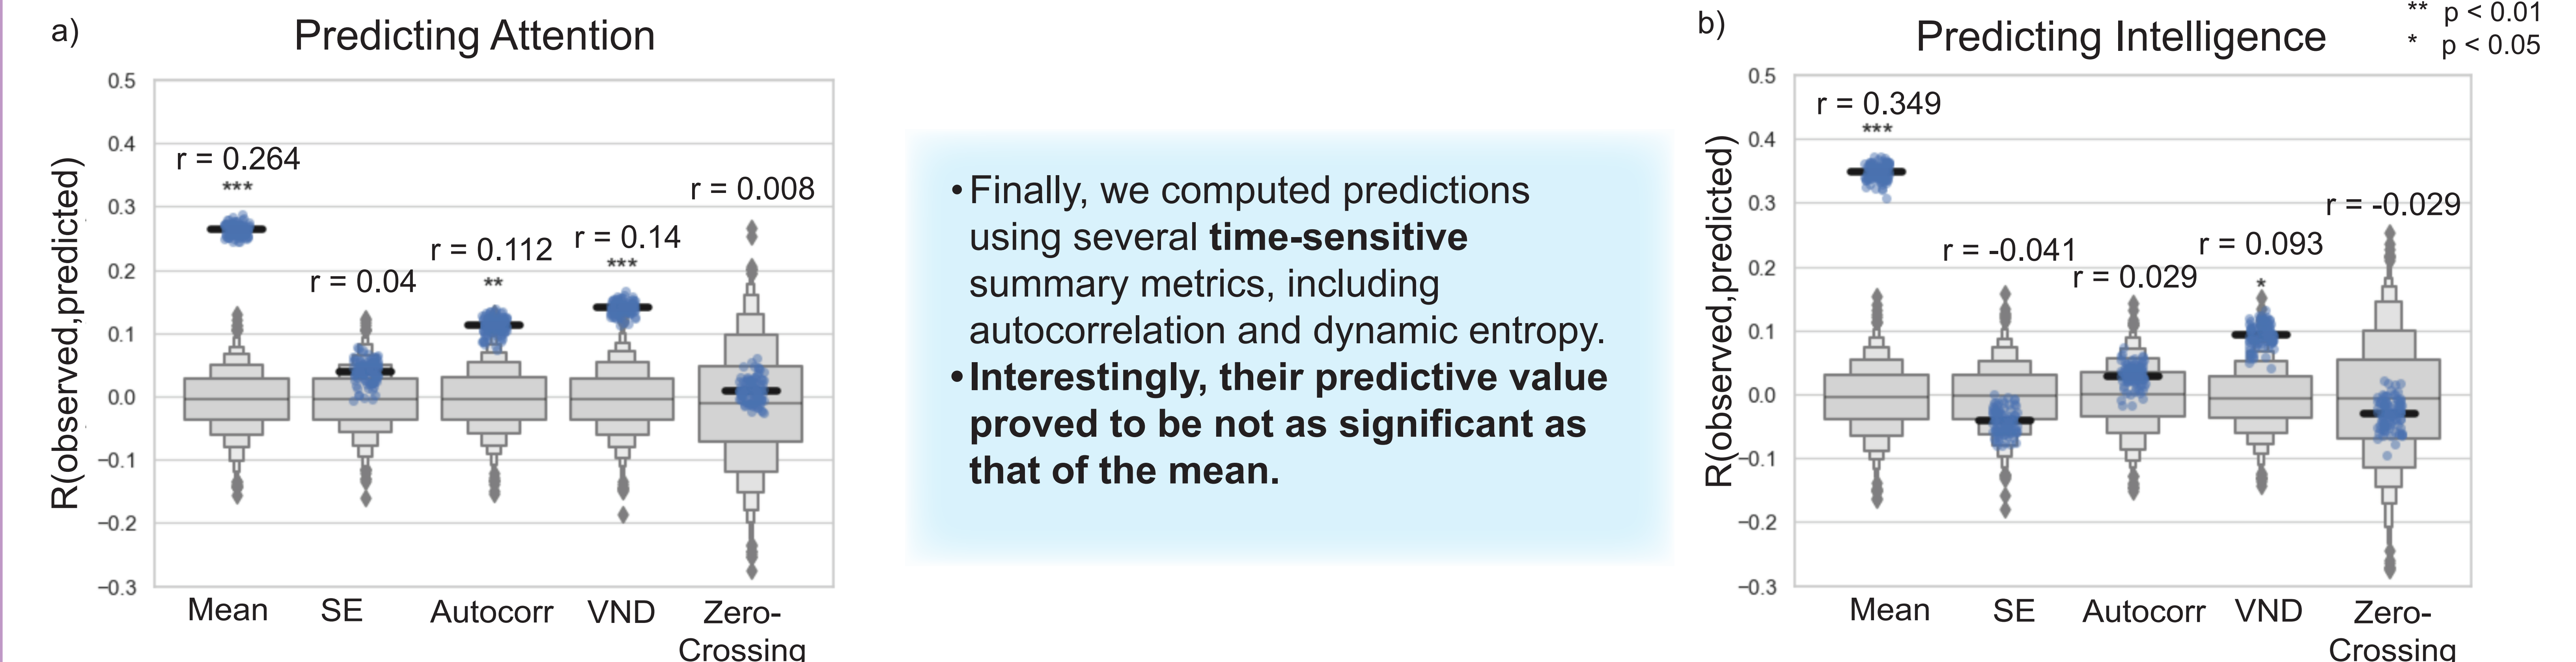 a)
Predicting Attention
R(observed,predicted)
0.5
0.4
0.3
0.2
0.1
0.0
−0.1
−0.2
−0.3
r = 0.264
***
r = 0.04
r = 0.112
**
r = 0.14
***
r = 0.008
Mean
SE
Autocorr
VND
Zero-
Crossing
•Finally, we computed predictions
using several time-sensitive
summary metrics, including
autocorrelation and dynamic entropy.
•Interestingly, their predictive value
proved to be not as significant as
that of the mean.
b)
Predicting Intelligence
** p < 0.01
* p < 0.05
R(observed,predicted)
0.5
0.4
0.3
0.2
0.1
0.0
−0.1
−0.2
−0.3
r = 0.349
***
r = -0.041
r = 0.029
r = 0.093
*
r = -0.029
Mean
SE
Autocorr
VND
Zero-
Crossing